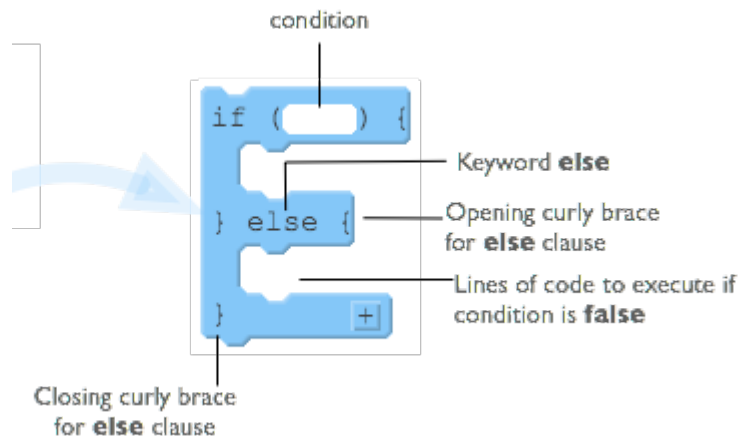 condition
if ( ) {
Keyword else
} else {
Opening curly brace
for else clause
Lines of code to execute if
condition is false
} +
Closing curly brace
for else clause